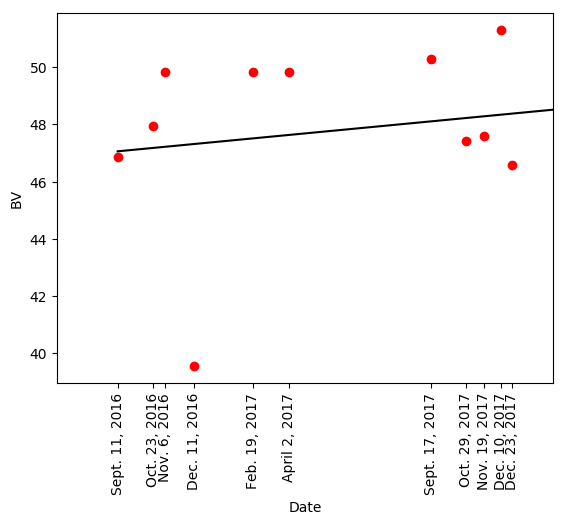 BV
50
48
46
44
42
40
Sept. 11, 2016
Oct. 23, 2016
Nov. 6, 2016
Dec. 11, 2016
Feb. 19, 2017
April 2, 2017
Sept. 17, 2017
Oct. 29, 2017
Nov. 19, 2017
Dec. 10, 2017
Dec. 23, 2017
Date